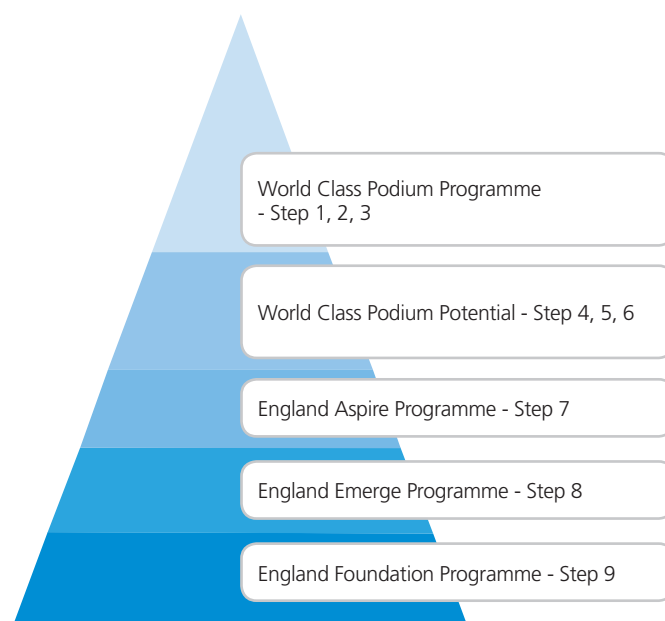 World Class Podium Programme
- Step 1, 2, 3
World Class Podium Potential - Step 4, 5, 6
England Aspire Programme - Step 7
England Emerge Programme - Step 8
England Foundation Programme - Step 9